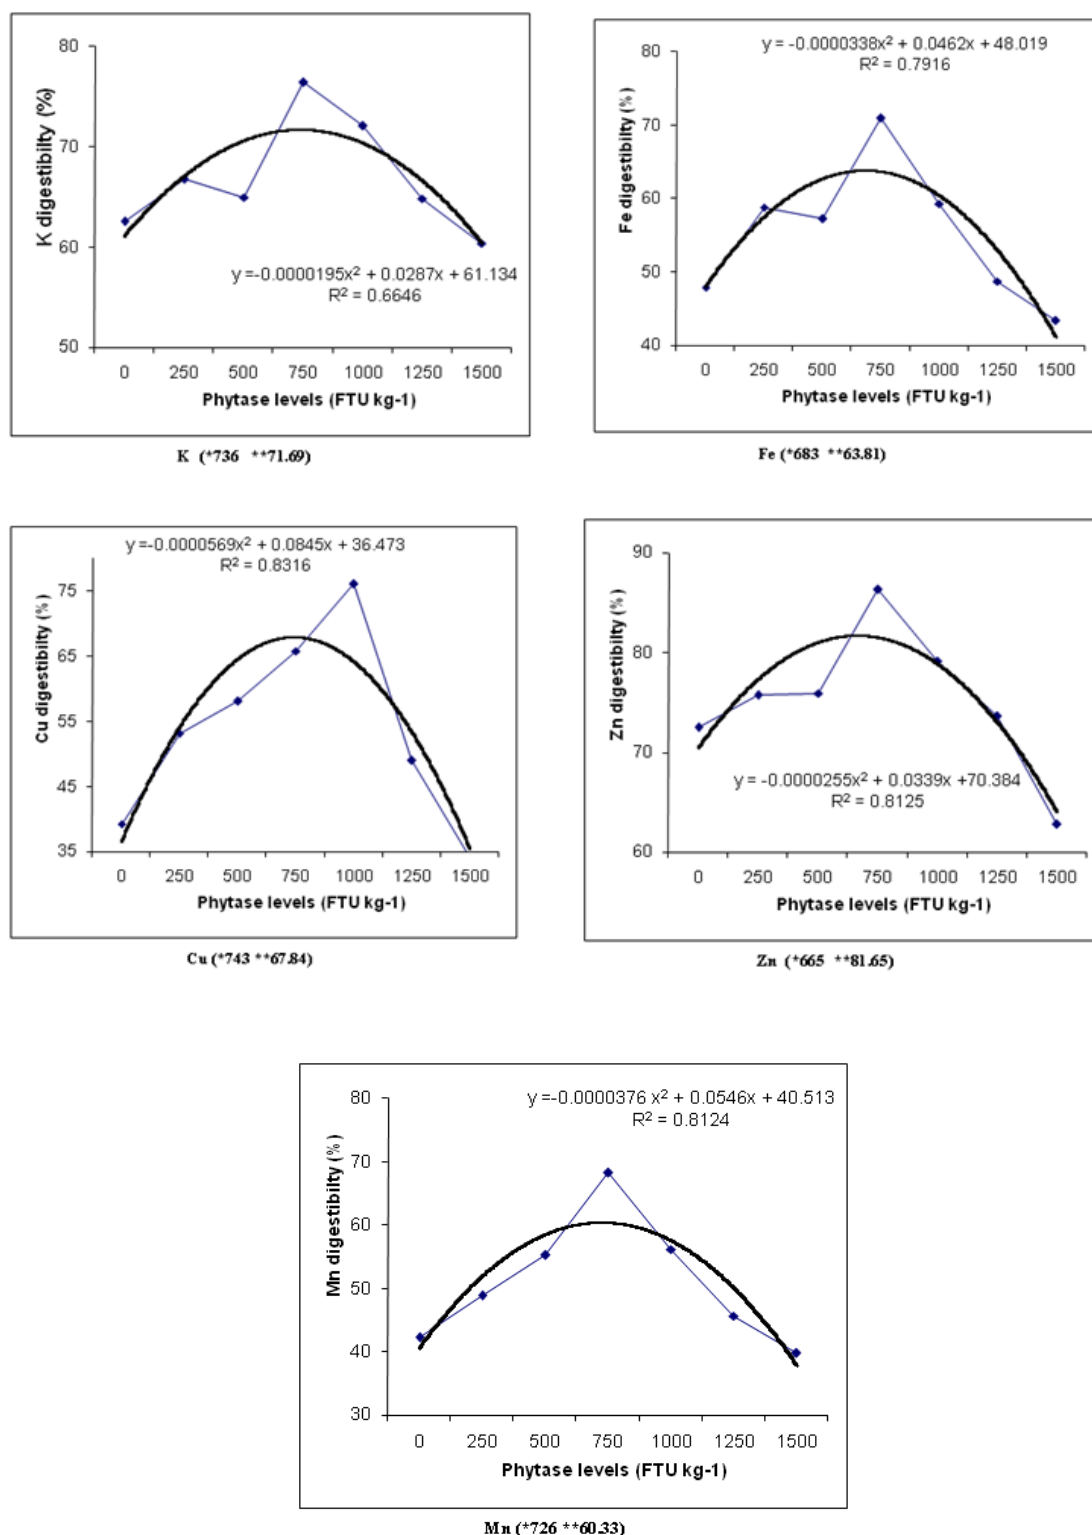 80
70
60
50
K digestibilty (%)
y =-0.0000195x² + 0.0287x + 61.134
R² = 0.6646
0 250 500 750 1000 1250 1500
Phytase levels (FTU kg-1)
K (*736 **71.69)
y = -0.0000338x² + 0.0462x + 48.019
R² = 0.7916
80
70
60
50
40
Fe digestibilty (%)
0 250 500 750 1000 1250 1500
Phytase levels (FTU kg-1)
Fe (*683 **63.81)
y =-0.0000569x² + 0.0845x + 36.473
R² = 0.8316
75
65
55
45
35
Cu digestibilty (%)
0 250 500 750 1000 1250 1500
Phytase levels (FTU kg-1)
Cu (*743 **67.84)
90
80
70
60
Zn digestibilty (%)
y = -0.0000255x² + 0.0339x +70.384
R² = 0.8125
0 250 500 750 1000 1250 1500
Phytase levels (FTU kg-1)
Zn (*665 **81.65)
y =-0.0000376 x² + 0.0546x + 40.513
R² = 0.8124
80
70
60
50
40
30
Mn digestibilty (%)
0 250 500 750 1000 1250 1500
Phytase levels (FTU kg-1)
Mn (*726 **60.33)